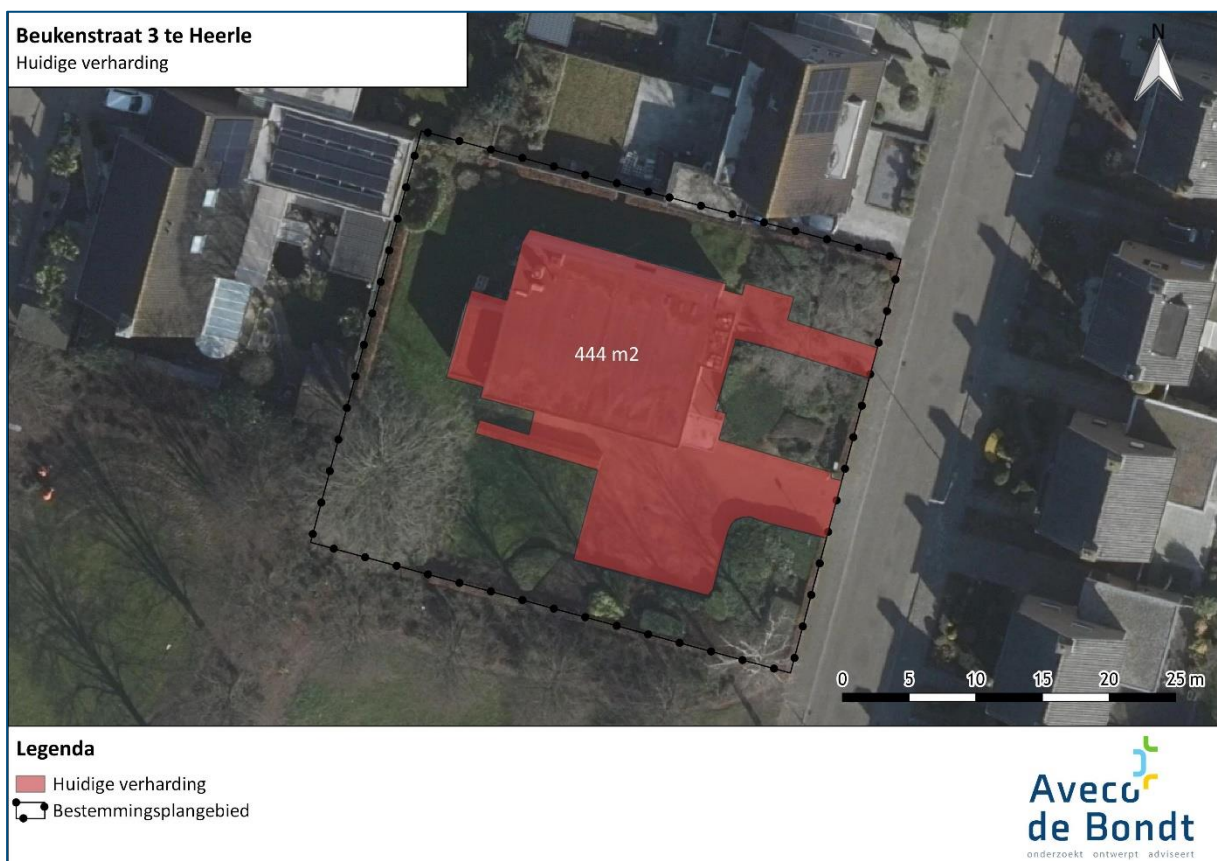 Beukenstraat 3 te Heerle
Huidige verharding
N
444 m2
0 5 10 15 20 25 m
Legenda
Huidige verharding
Bestemmingsplangebied
Aveco
de Bondt
onderzoekt ontwerpt adviseert